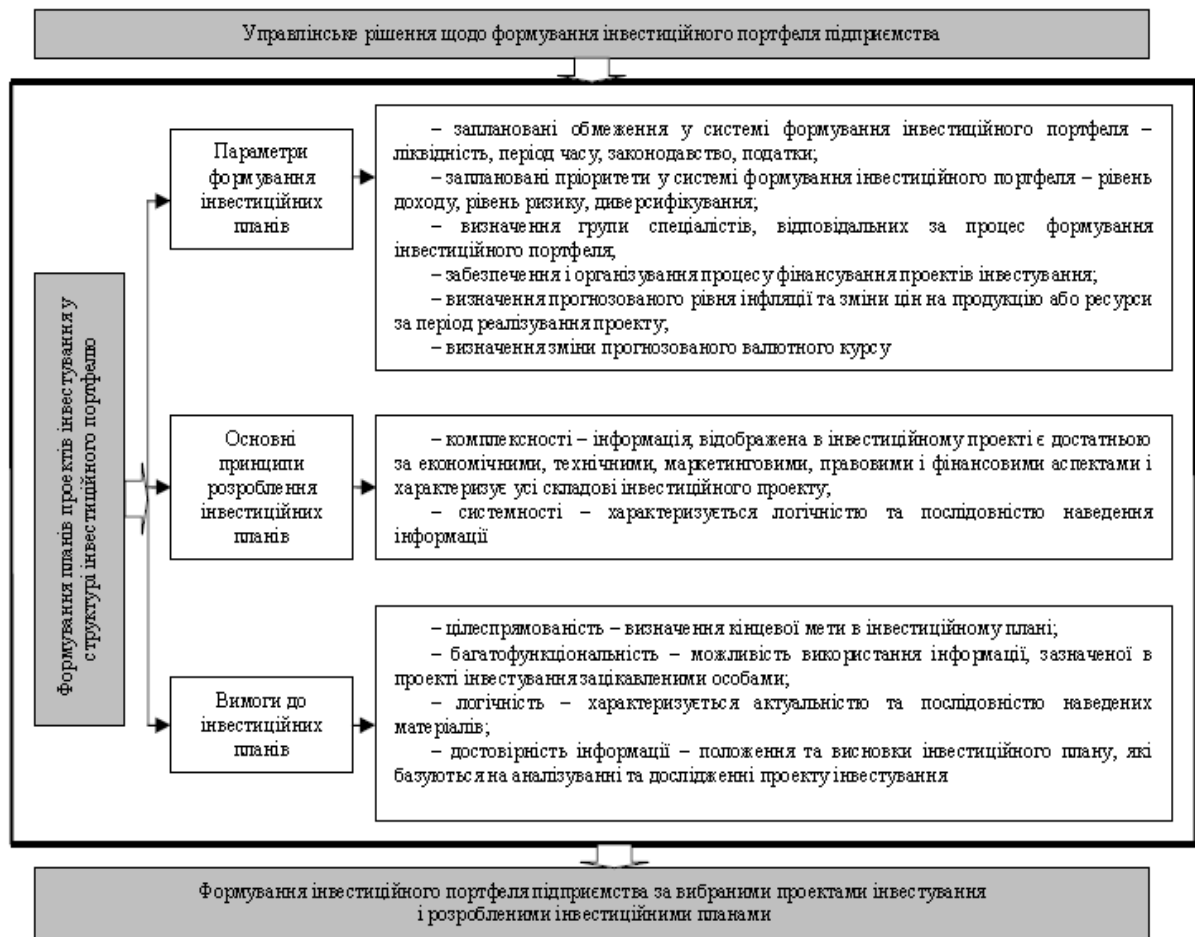 Управлінське рішення щодо формування інвестиційного портфеля підприємства
Формування планів проектів інвестування у
структурі інвестиційного портфелю
Параметри
формування
інвестиційних
планів
– заплановані обмеження у системі формування інвестиційного портфеля –
ліквідність, період часу, законодавство, податки;
– заплановані пріоритети у системі формування інвестиційного портфеля – рівень
доходу, рівень ризику, диверсифікування;
– визначення групи спеціалістів, відповідальних за процес формування
інвестиційного портфеля;
– забезпечення і організування процесу фінансування проектів інвестування;
– визначення прогнозованого рівня інфляції та зміни цін на продукцію або ресурси
за період реалізування проекту;
– визначення зміни прогнозованого валютного курсу
Основні
принципи
розроблення
інвестиційних
планів
– комплексності – інформація, відображена в інвестиційному проекті є достатньою
за економічними, технічними, маркетинговими, правовими і фінансовими аспектами і
характеризує усі складові інвестиційного проекту;
– системності – характеризується логічністю та послідовністю наведення
інформації
Вимоги до
інвестиційних
планів
– цілеспрямованість – визначення кінцевої мети в інвестиційному плані;
– багатофункціональність – можливість використання інформації, зазначеної в
проекті інвестування зацікавленими особами;
– логічність – характеризується актуальністю та послідовністю наведених
матеріалів;
– достовірність інформації – положення та висновки інвестиційного плану, які
базуються на аналізуванні та дослідженні проекту інвестування
Формування інвестиційного портфеля підприємства за вибраними проектами інвестування
і розробленими інвестиційними планами